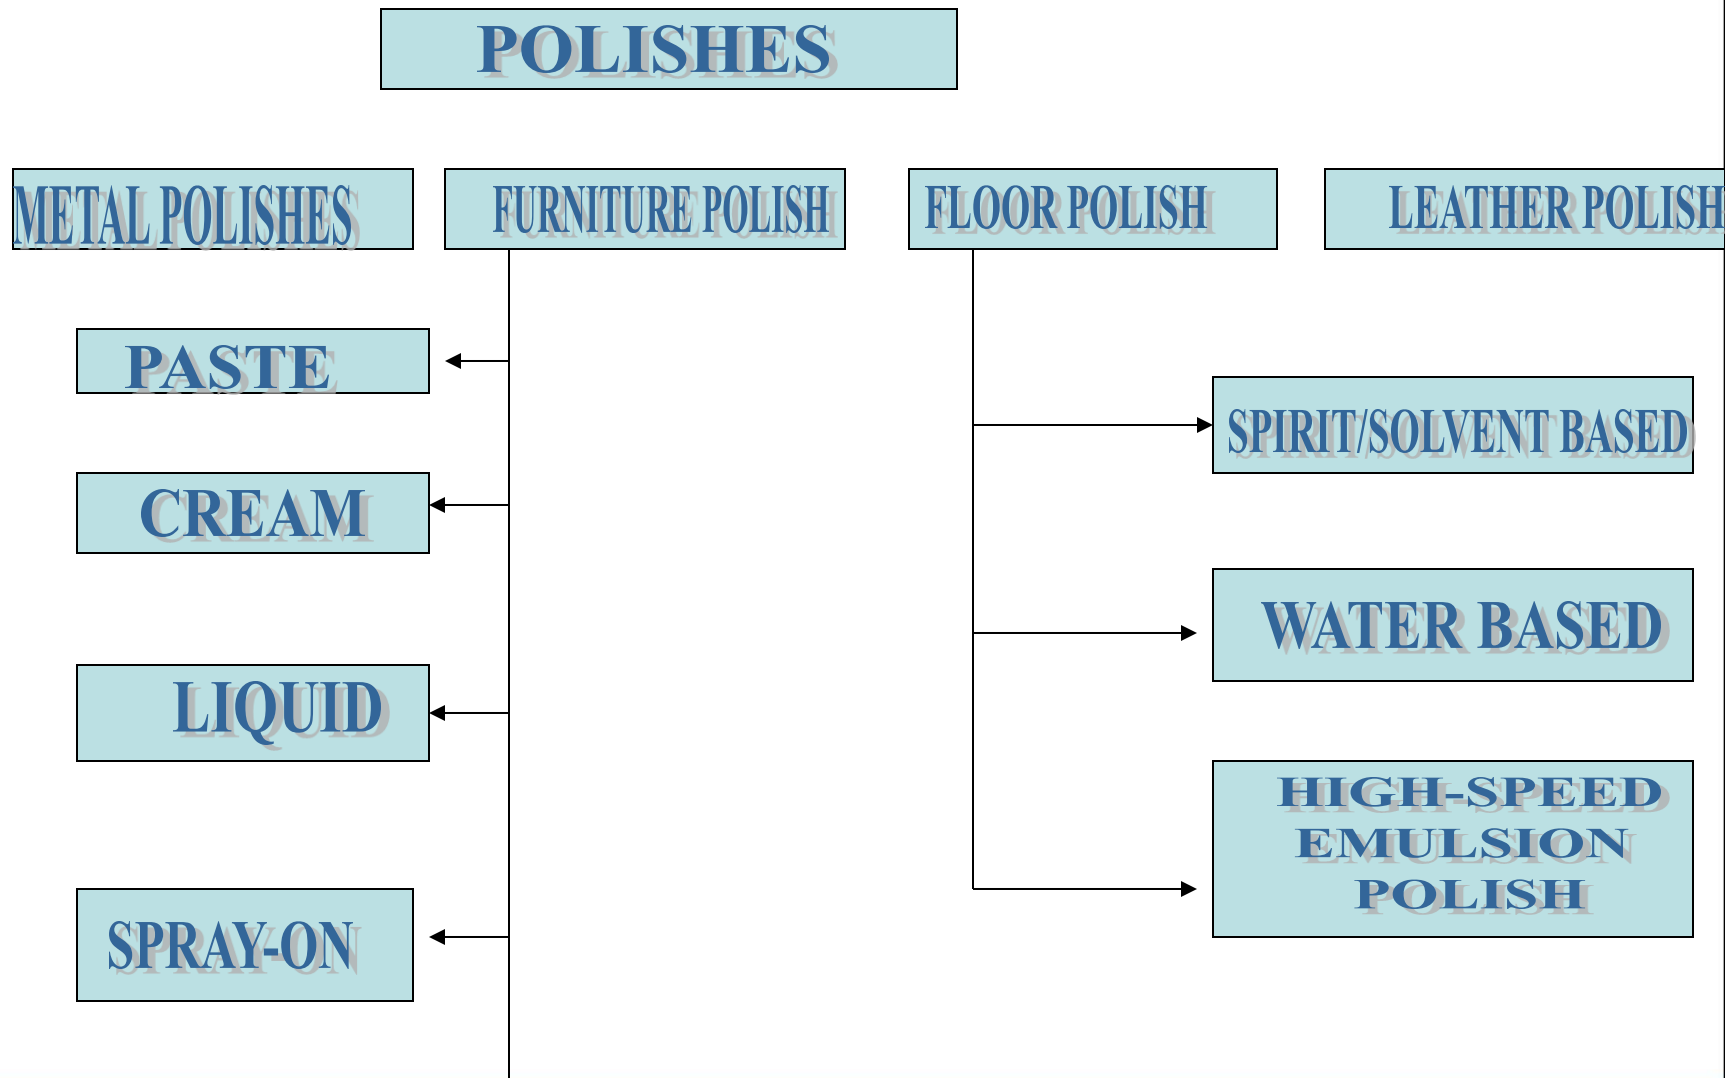 POLISHES
METAL POLISHES
FURNITURE POLISH
FLOOR POLISH
LEATHER POLISH
PASTE
CREAM
LIQUID
SPRAY-ON
SPIRIT/SOLVENT BASED
WATER BASED
HIGH-SPEED
EMULSION
POLISH